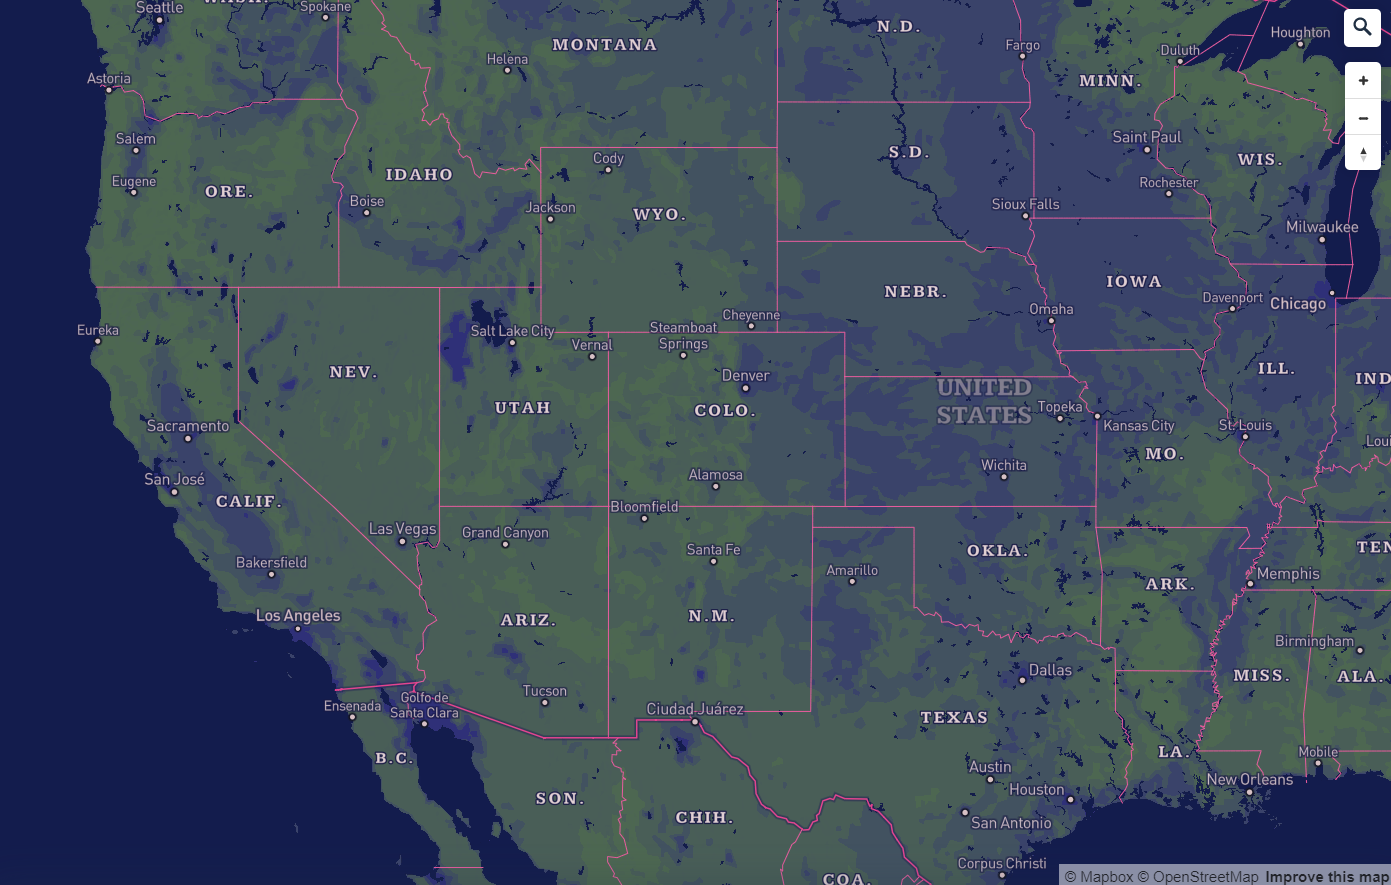 WASH.
Seattle
Spokane
MONTANA
N.D.
Fargo
Duluth
Houghton
Helena
Astoria
MINN.
Salem
Cody
S.D.
Saint Paul
WIS.
Eugene
ORE.
IDAHO
Boise
Jackson
WYO.
Rochester
Sioux Falls
Milwaukee
NEBR.
IOWA
Davenport
Chicago
Eureka
Salt Lake City
Vernal
Steamboat
Springs
Cheyenne
Omaha
NEV.
Denver
UNITED
STATES
ILL.
IND
UTAH
COLO.
Topeka
Kansas City
St. Louis
Loui
Sacramento
San José
CALIF.
Alamosa
Wichita
MO.
Bloomfield
Las Vegas
Grand Canyon
Santa Fe
OKLA.
TEN
Bakersfield
Amarillo
ARK.
Memphis
Los Angeles
ARIZ.
N.M.
Birmingham
Dallas
MISS.
ALA.
Ensenada
Golfo de
Santa Clara
Tucson
Ciudad Juárez
TEXAS
B.C.
LA.
Mobile
Austin
Houston
New Orleans
SON.
CHIH.
San Antonio
Corpus Christi
COA.
© Mapbox © OpenStreetMap Improve this map